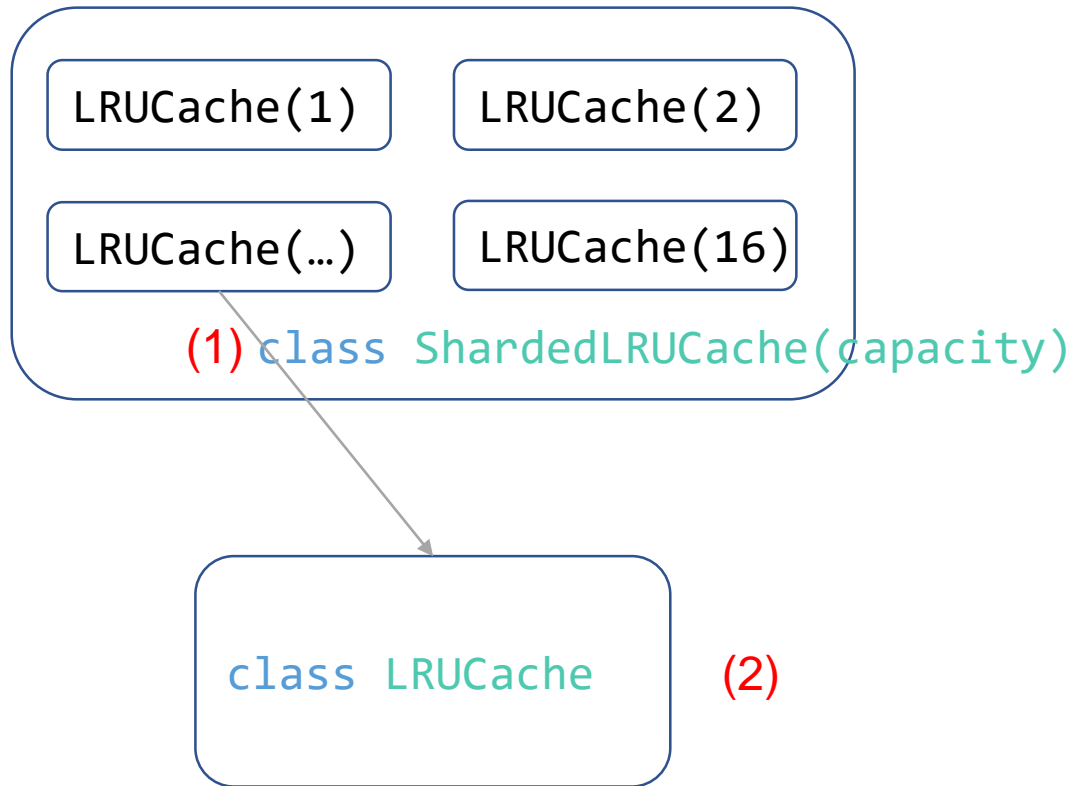 LRUCache(1)
LRUCache(2)
LRUCache(…)
LRUCache(16)
(1) class ShardedLRUCache(capacity)
class LRUCache
(2)